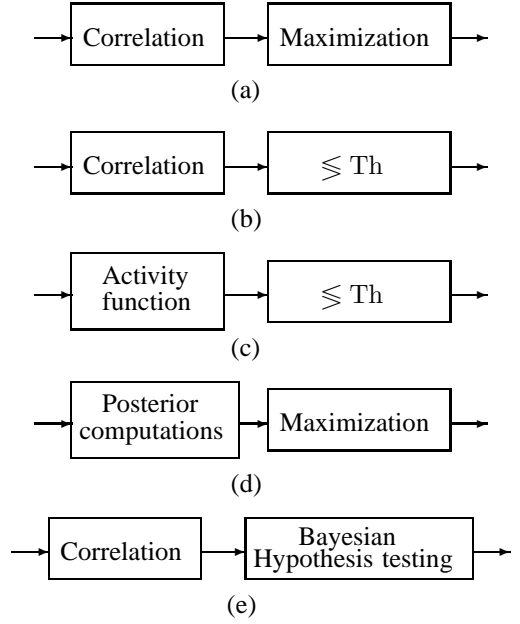 Correlation Maximization
(a)
Correlation ≶ Th
(b)
Activity
function ≶ Th
(c)
Posterior
computations Maximization
(d)
Correlation Bayesian
Hypothesis testing
(e)